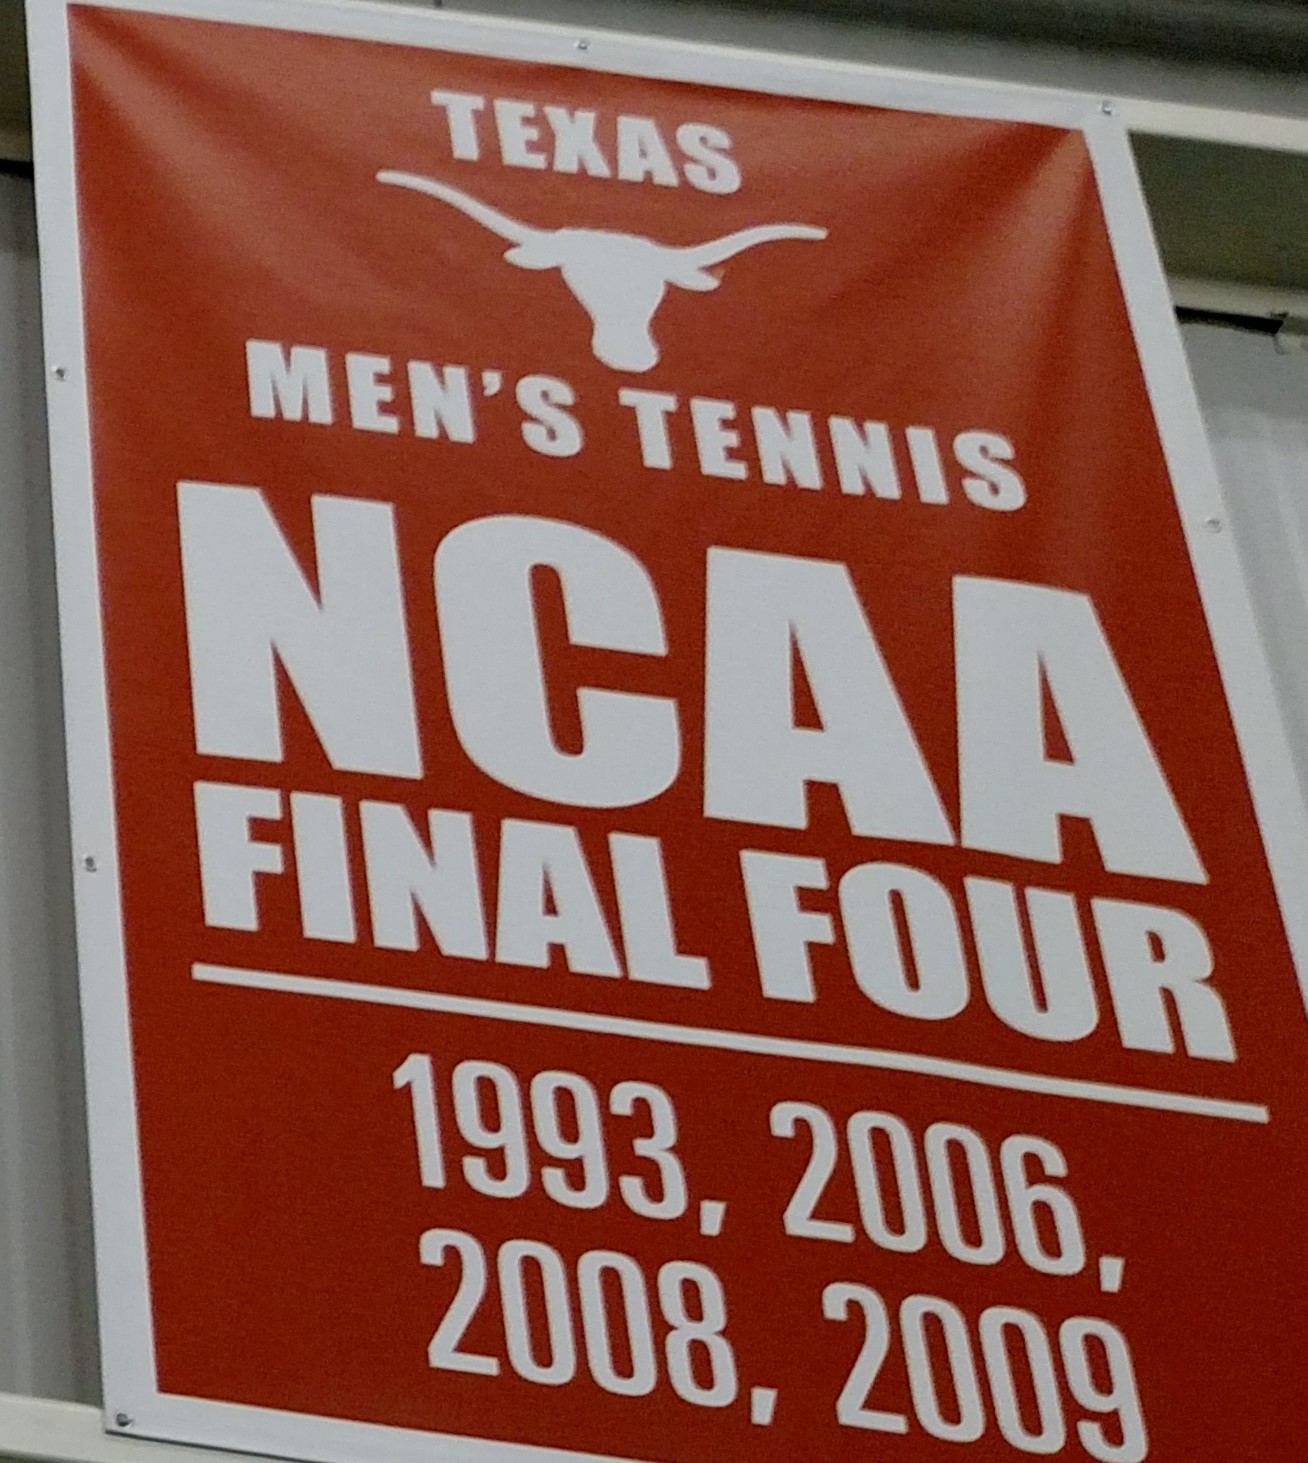 TEXAS
MEN'S TENNIS
NCAA
FINAL FOUR
1993, 2006,
2008, 2009